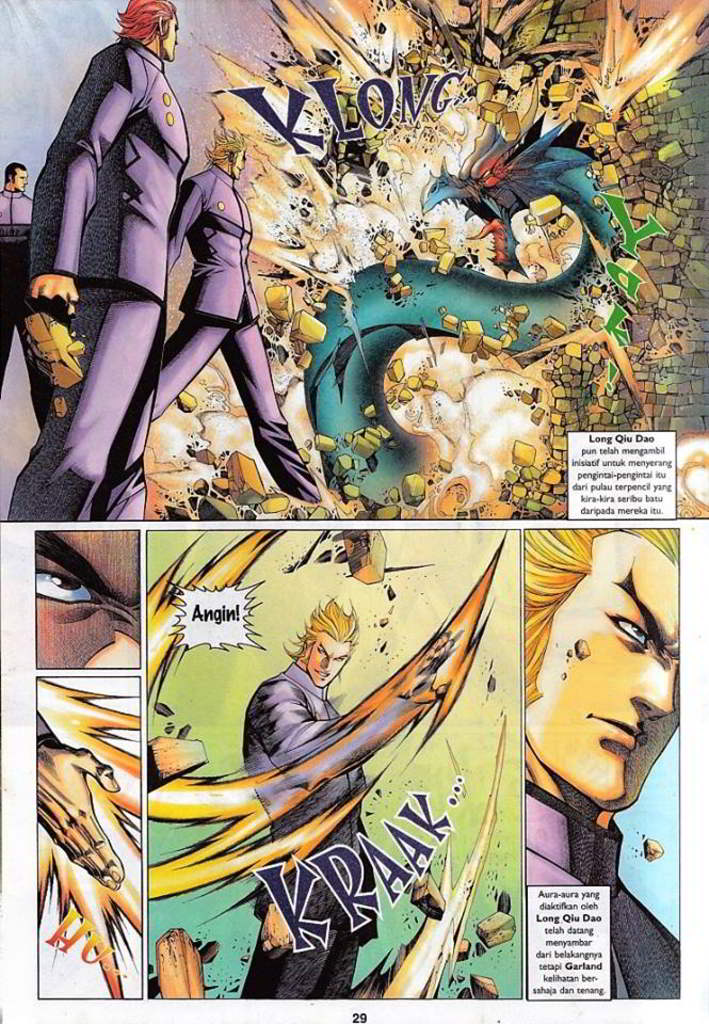 KLONG
Yak!
Long Qiu Dao
pun telah mengambil
inisiatif untuk menyerang
pengintai-pengintai itu
dari pulau terpencil yang
kira-kira seribu batu
daripada mereka itu.
Angin!
HU...
KRAAK...
Aura-aura yang
diaktifkan oleh
Long Qiu Dao
telah datang
menyambar
dari belakangnya
tetapi Garland
kelihatan ber-
sahaja dan tenang.
29